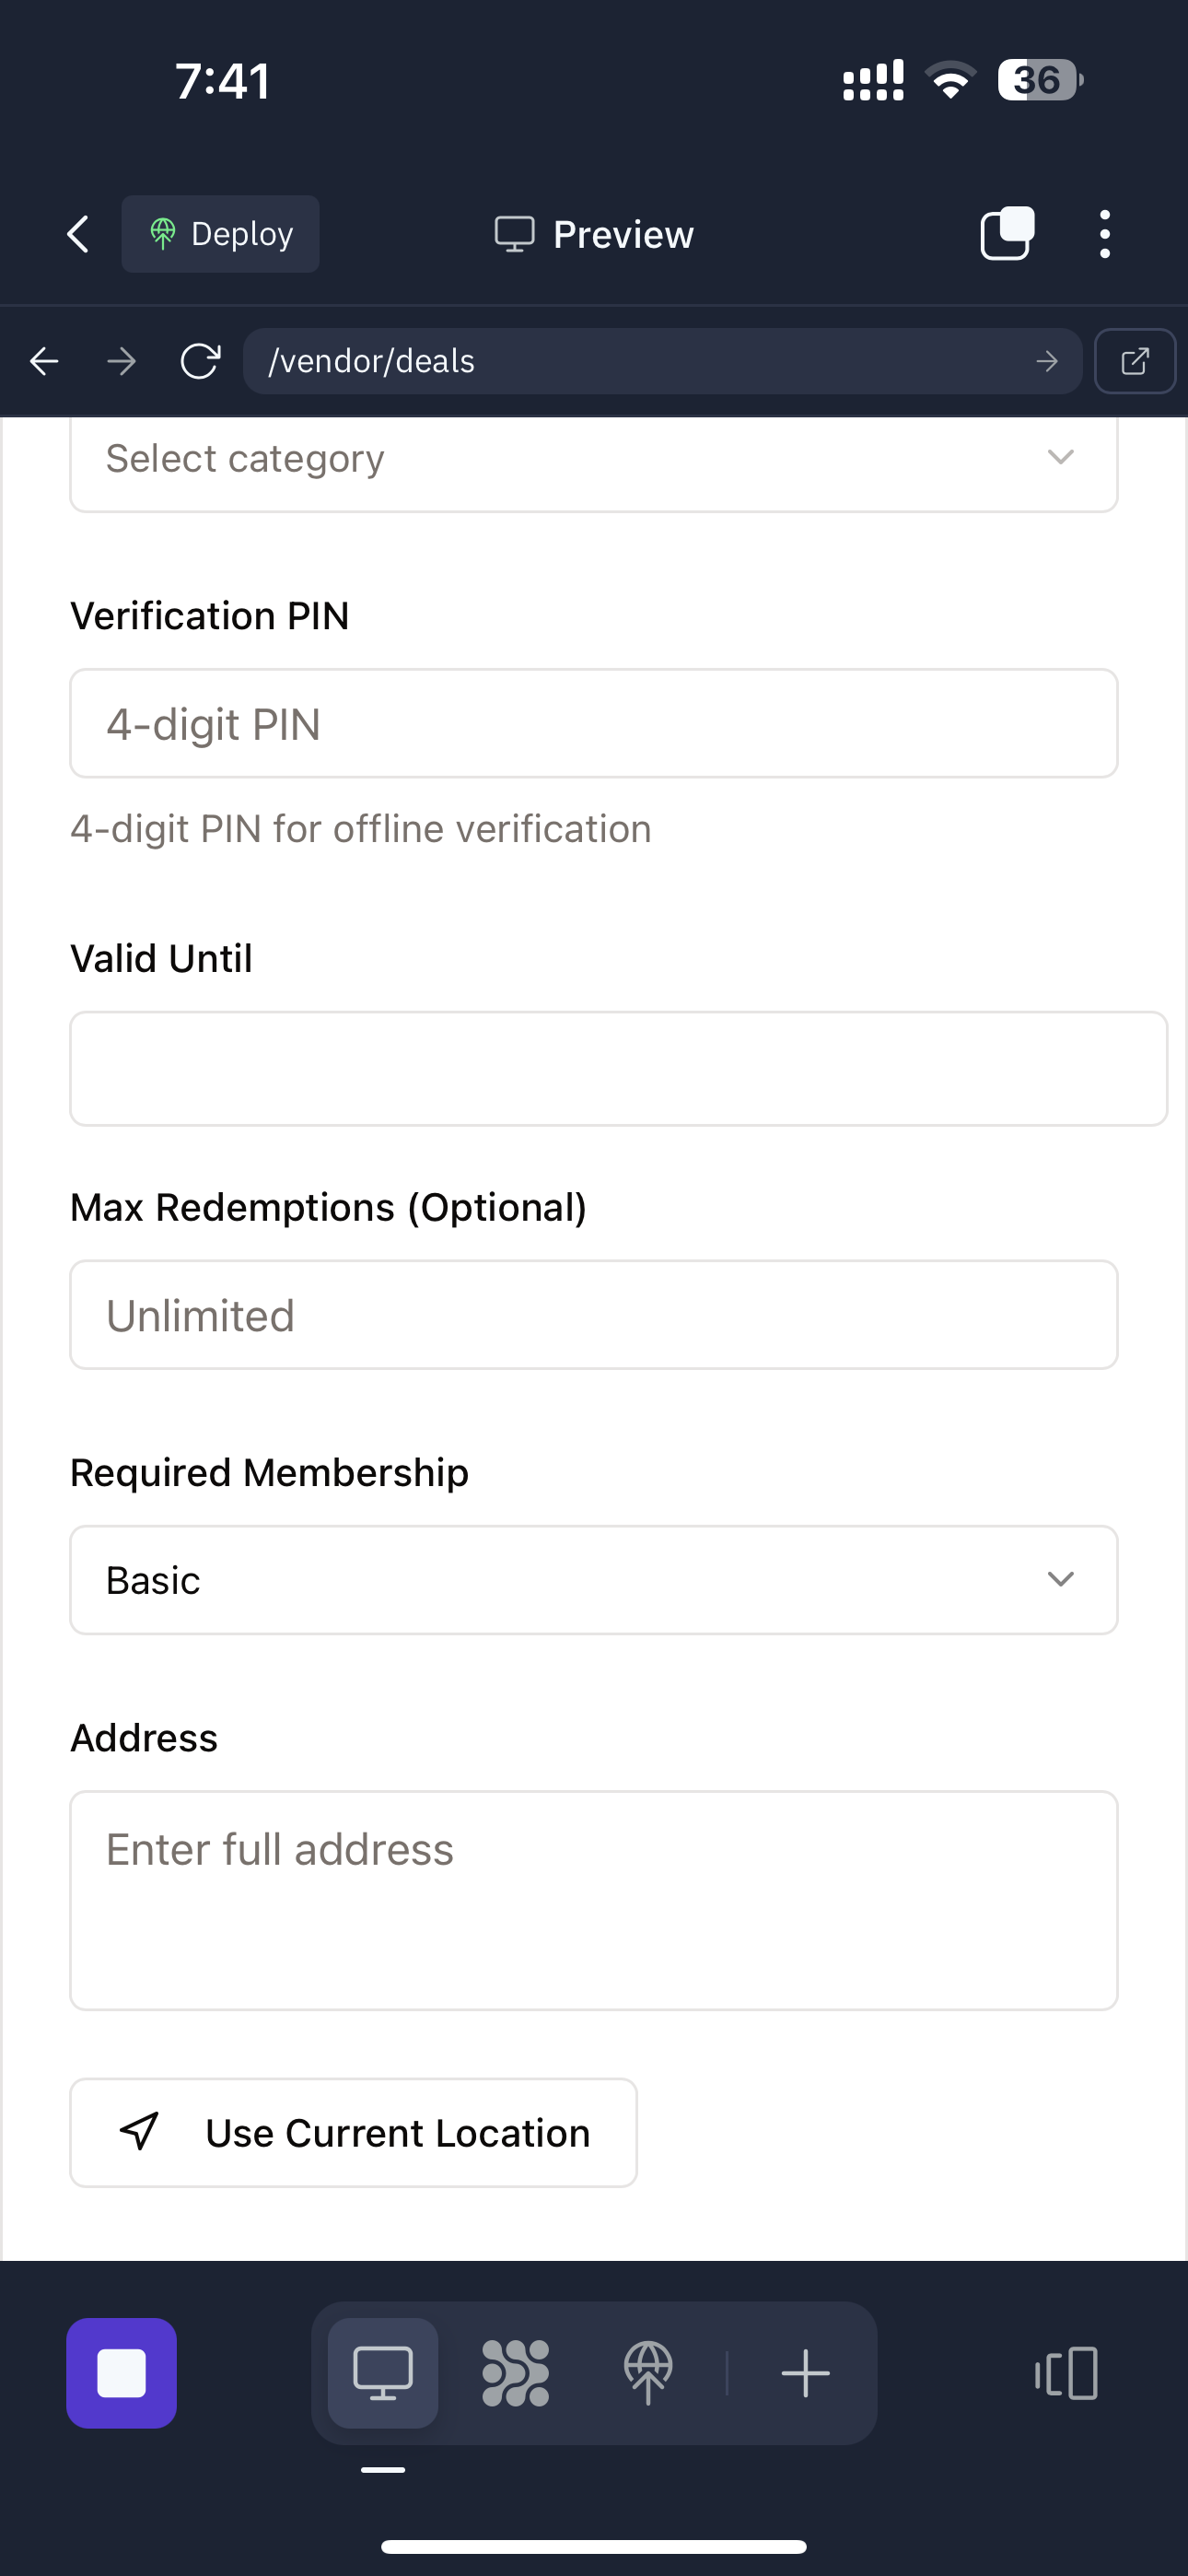 7:41
36
Deploy
Preview
/vendor/deals
Select category
Verification PIN
4-digit PIN
4-digit PIN for offline verification
Valid Until
Max Redemptions (Optional)
Unlimited
Required Membership
Basic
Address
Enter full address
Use Current Location